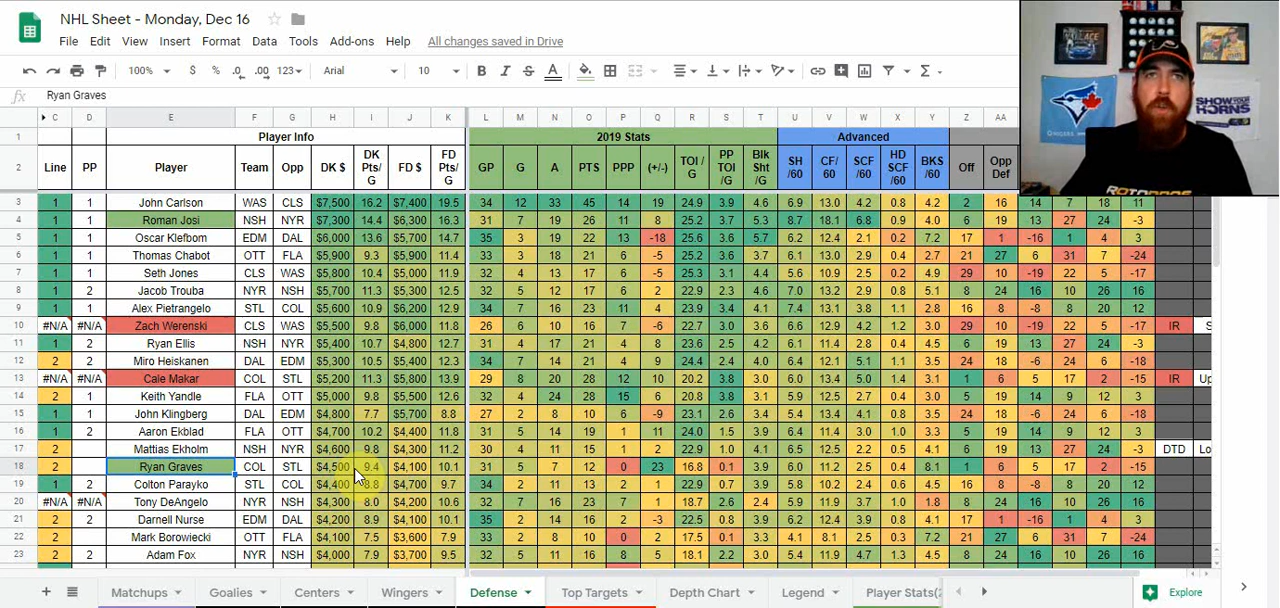 NHL Sheet - Monday, Dec 16
File Edit View Insert Format Data Tools Add-ons Help All changes saved in Drive
100% $ % .0 .00 123 Arial 10 B I S A
fx Ryan Graves
C D E F G H I J K L M N O P Q R S T U V W X Y Z AA
1 Player Info 2019 Stats Advanced
2 Line PP Player Team Opp DK $ DK Pts/ G FD $ FD Pts/ G GP G A PTS PPP (+/-) TOI / G PP TOI /G Blk Sht /G SH /60 CF/ /60 SCF /60 HD SCF /60 BKS /60 Off Opp Def
3 1 1 John Carlson WAS CLS $7,500 16.2 $7,400 19.5 34 12 33 45 14 19 24.9 3.9 4.6 6.9 13.0 4.2 0.8 4.2 2 16 14 7 18 11
4 1 1 Roman Josi NSH NYR $7,300 14.4 $6,300 16.3 31 7 19 26 11 8 25.2 3.7 5.3 8.7 18.1 6.8 0.9 4.0 6 19 13 27 24 -3
5 1 1 Oscar Klefbom EDM DAL $6,000 13.6 $5,700 14.7 35 3 19 22 13 -18 25.6 3.6 5.7 6.2 12.4 2.1 0.2 7.2 17 1 -16 1 4 3
6 1 1 Thomas Chabot OTT FLA $5,900 9.3 $5,900 11.4 33 3 18 21 6 -5 25.2 3.6 3.7 6.1 13.0 2.9 0.4 2.7 21 27 6 31 7 -24
7 1 1 Seth Jones CLS WAS $5,800 10.4 $5,000 11.9 32 4 13 17 6 -5 25.3 3.1 4.4 5.6 10.9 2.5 0.2 4.0 29 10 -19 22 5 -17
8 1 1 Jacob Trouba NYR NSH $5,700 11.3 $5,300 12.5 32 5 12 17 6 2 22.9 2.3 4.6 7.0 13.2 2.9 0.8 5.1 8 24 16 10 26 16
9 1 1 Alex Pietrangelo STL COL $5,600 10.9 $6,200 12.9 34 7 16 23 11 4 23.9 3.4 4.1 7.4 13.1 3.8 1.1 2.8 16 8 -8 8 20 12
10 #N/A #N/A Zach Werenski CLS WAS $5,500 9.8 $6,000 11.8 26 6 10 16 7 -6 22.7 3.0 3.6 6.6 12.9 4.2 1.2 3.0 29 10 -19 22 5 -17 IR S
11 1 2 Ryan Ellis NSH NYR $5,400 10.7 $4,800 12.7 31 4 17 21 4 8 23.6 2.5 4.2 6.4 11.4 2.8 0.4 4.5 6 19 13 27 24 -3
12 2 2 Miro Heiskanen DAL EDM $5,300 10.5 $5,400 12.3 34 7 14 21 4 9 24.4 2.4 4.0 6.4 12.1 5.1 1.1 3.8 24 18 -6 24 6 -18
13 #N/A #N/A Cale Makar COL STL $5,200 11.3 $5,800 13.9 29 8 20 28 12 10 20.2 3.8 3.0 6.0 13.4 5.0 1.4 3.1 1 6 5 17 2 -15 IR Up
14 2 1 Keith Yandle FLA OTT $5,000 9.8 $5,500 12.6 32 4 24 28 15 6 20.8 3.8 3.1 5.9 12.5 2.7 0.4 3.0 5 19 14 9 12 3
15 1 1 John Klingberg DAL EDM $4,800 7.7 $5,700 8.8 27 2 8 10 6 -9 23.1 2.6 3.4 5.4 13.4 4.1 0.8 3.5 24 18 -6 24 6 -18
16 1 2 Aaron Ekblad FLA OTT $4,700 10.2 $4,400 11.8 31 5 14 19 1 11 24.0 1.5 3.9 6.4 11.4 3.3 1.0 3.3 5 19 14 9 12 3
17 2 Mattias Ekholm NSH NYR $4,600 9.8 $4,300 11.2 30 4 11 15 1 2 22.9 1.0 4.2 5.4 11.4 2.9 0.3 4.1 6 19 13 27 24 -3 DTD Lo
18 2 Ryan Graves COL STL $4,500 9.4 $4,100 10.1 31 5 7 12 0 23 16.8 0.1 3.9 6.0 11.2 2.5 0.4 8.1 1 6 5 17 2 -15
19 1 2 Colton Parayko STL COL $4,400 8.8 $4,700 9.7 34 2 11 13 2 2 22.9 0.7 3.9 5.8 10.2 2.4 0.6 4.5 16 8 -8 8 20 12
20 #N/A #N/A Tony DeAngelo NYR NSH $4,300 8.0 $4,200 10.6 32 7 16 23 7 1 18.7 2.6 2.4 5.9 12.9 3.7 1.0 1.8 8 24 16 10 26 16
21 2 2 Darnell Nurse EDM DAL $4,200 8.9 $4,100 10.1 35 2 14 16 2 -3 22.5 0.8 3.9 6.2 12.4 3.9 0.8 4.2 17 1 -16 1 4 3
22 2 Mark Borowiecki OTT FLA $4,100 7.5 $3,600 7.9 33 2 8 10 0 2 17.5 0.1 3.3 4.1 8.1 2.5 0.3 7.2 21 27 6 31 7 -24
23 2 2 Adam Fox NYR NSH $4,000 7.9 $3,700 9.5 32 5 11 16 8 5 18.1 2.2 3.0 5.4 11.9 4.7 1.3 4.5 8 24 16 10 26 16
+ Matchups Goalies Centers Wingers Defense Top Targets Depth Chart Legend Player Stats(2 Explore
SHOW YOUR HORNS